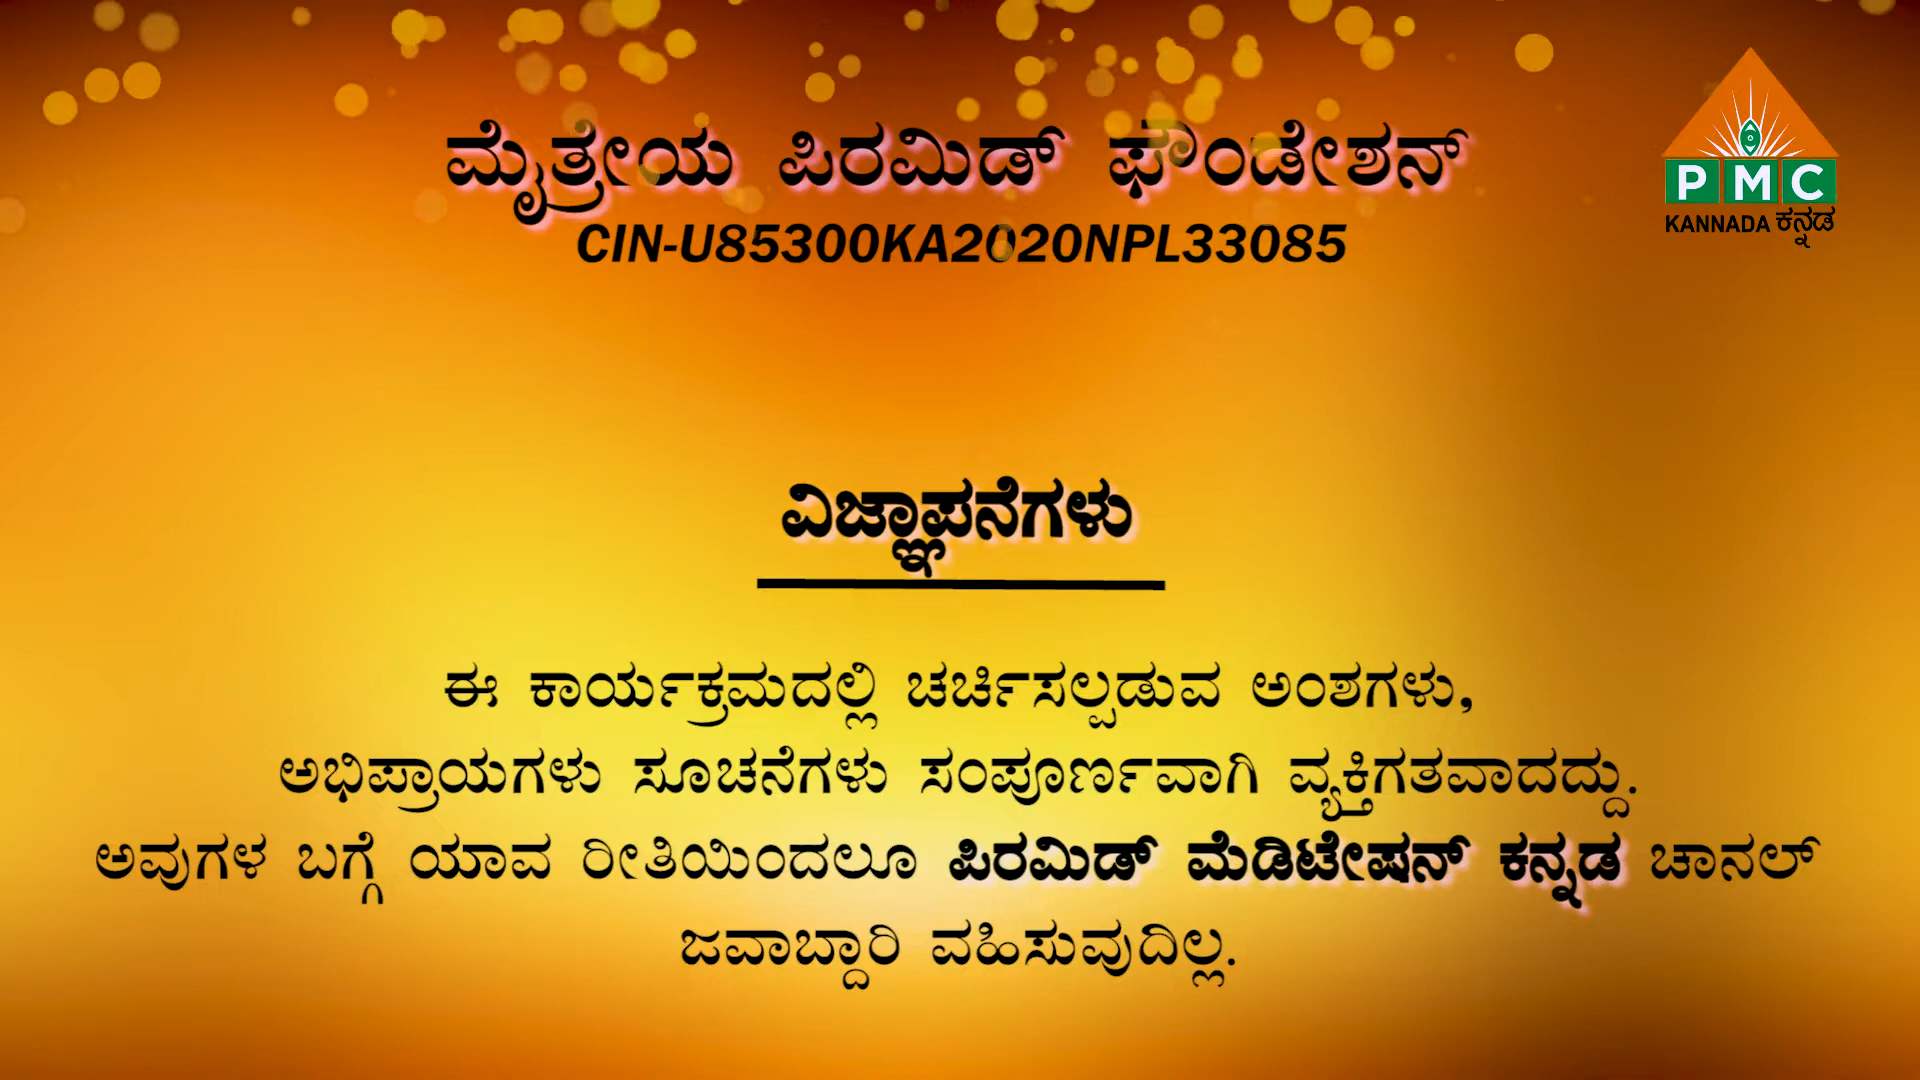 ಮೈತ್ರೇಯ ಪಿರಮಿಡ್ ಫೌಂಡೇಶನ್
CIN-U85300KA2020NPL33085
PMC
KANNADA ಕನ್ನಡ
ವಿಜ್ಞಾಪನೆಗಳು
ಈ ಕಾರ್ಯಕ್ರಮದಲ್ಲಿ ಚರ್ಚಿಸಲ್ಪಡುವ ಅಂಶಗಳು,
ಅಭಿಪ್ರಾಯಗಳು ಸೂಚನೆಗಳು ಸಂಪೂರ್ಣವಾಗಿ ವ್ಯಕ್ತಿಗತವಾದದ್ದು.
ಅವುಗಳ ಬಗ್ಗೆ ಯಾವ ರೀತಿಯಿಂದಲೂ ಪಿರಮಿಡ್ ಮೆಡಿಟೇಷನ್ ಕನ್ನಡ ಚಾನಲ್
ಜವಾಬ್ದಾರಿ ವಹಿಸುವುದಿಲ್ಲ.